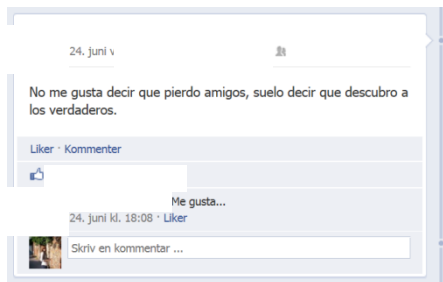 24. juni
No me gusta decir que pierdo amigos, suelo decir que descubro a
los verdaderos.
Liker · Kommenter
Me gusta...
24. juni kl. 18:08 · Liker
Skriv en kommentar ...